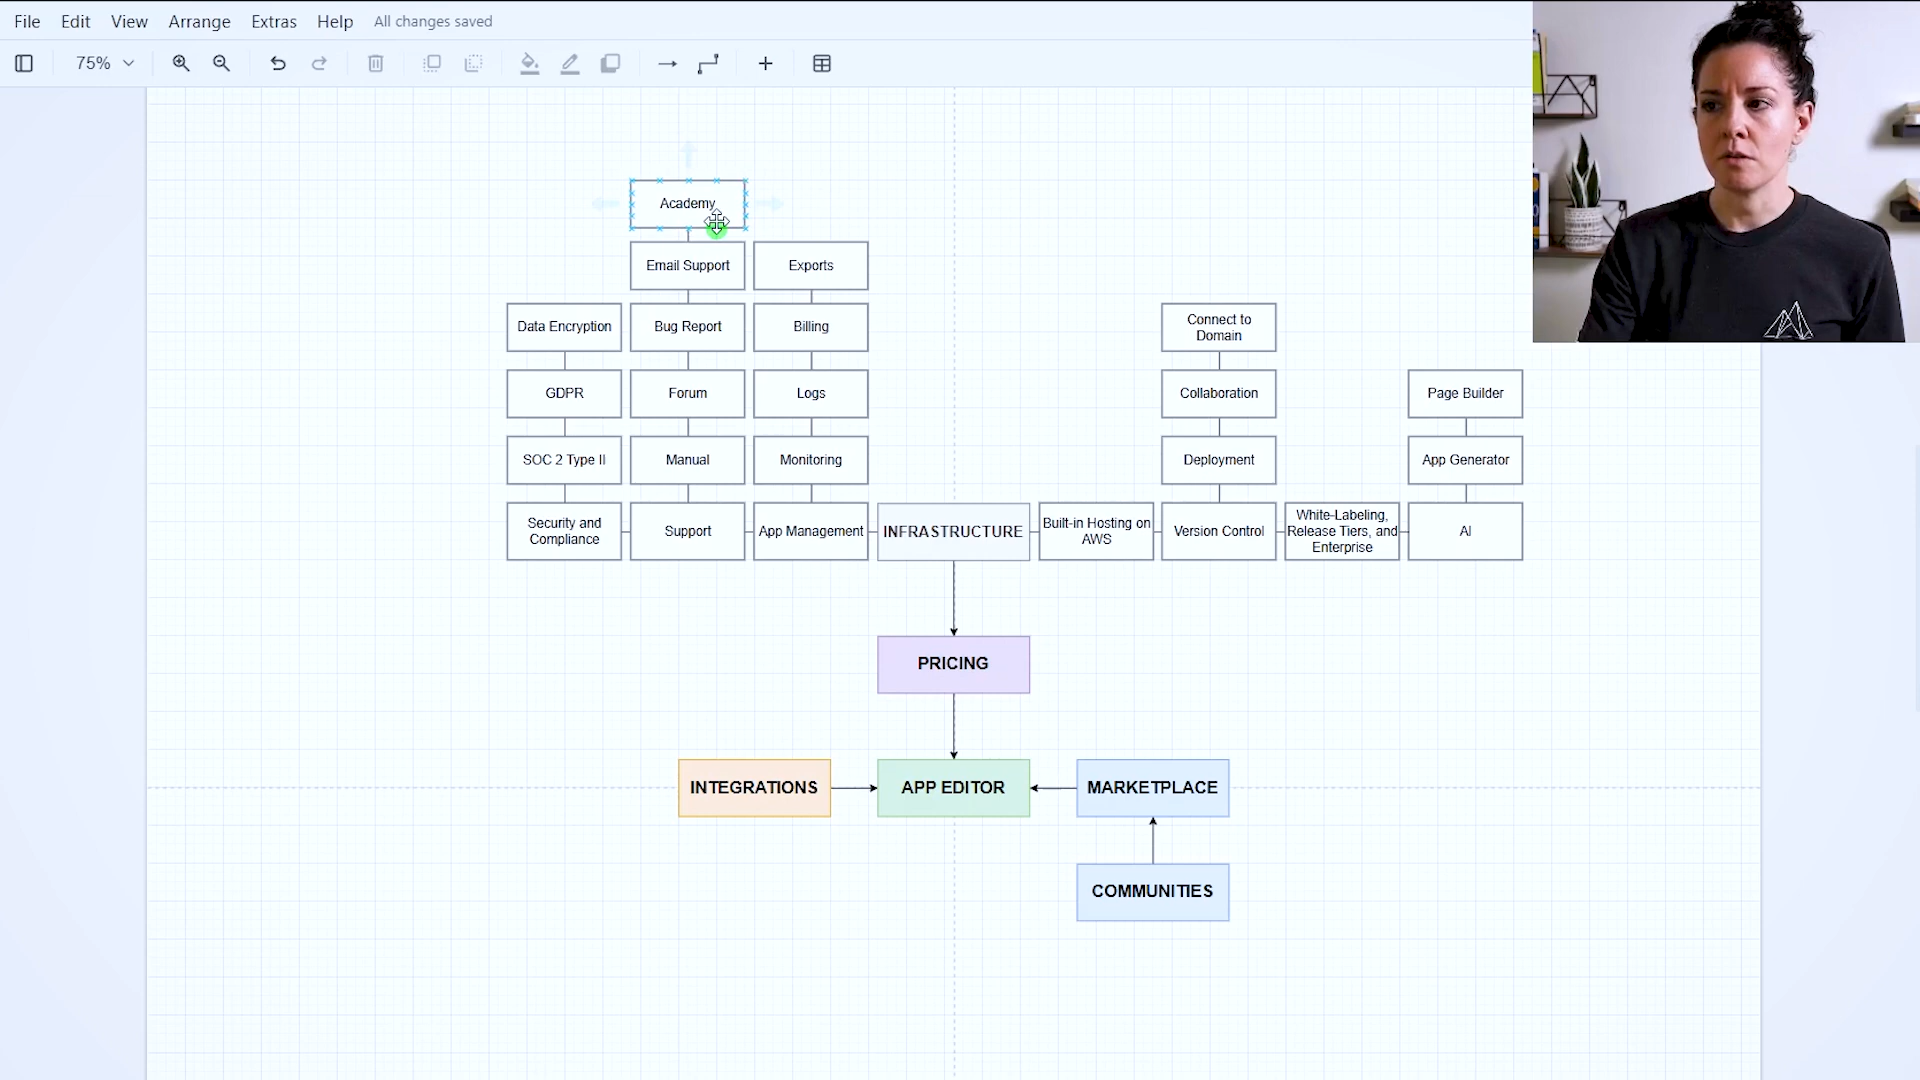 File Edit View Arrange Extras Help All changes saved
75%
Academy
Email Support
Exports
Data Encryption
Bug Report
Billing
Connect to
Domain
GDPR
Forum
Logs
Collaboration
Page Builder
SOC 2 Type II
Manual
Monitoring
Deployment
App Generator
Security and
Compliance
Support
App Management
INFRASTRUCTURE
Built-in Hosting on
AWS
Version Control
White-Labeling,
Release Tiers, and
Enterprise
AI
PRICING
INTEGRATIONS
APP EDITOR
MARKETPLACE
COMMUNITIES